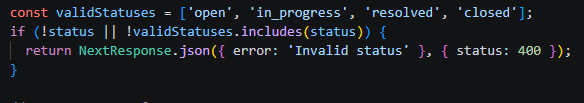 const validStatuses = ['open', 'in_progress', 'resolved', 'closed'];
if (!status || !validStatuses.includes(status)) {
  return NextResponse.json({ error: 'Invalid status' }, { status: 400 });
}